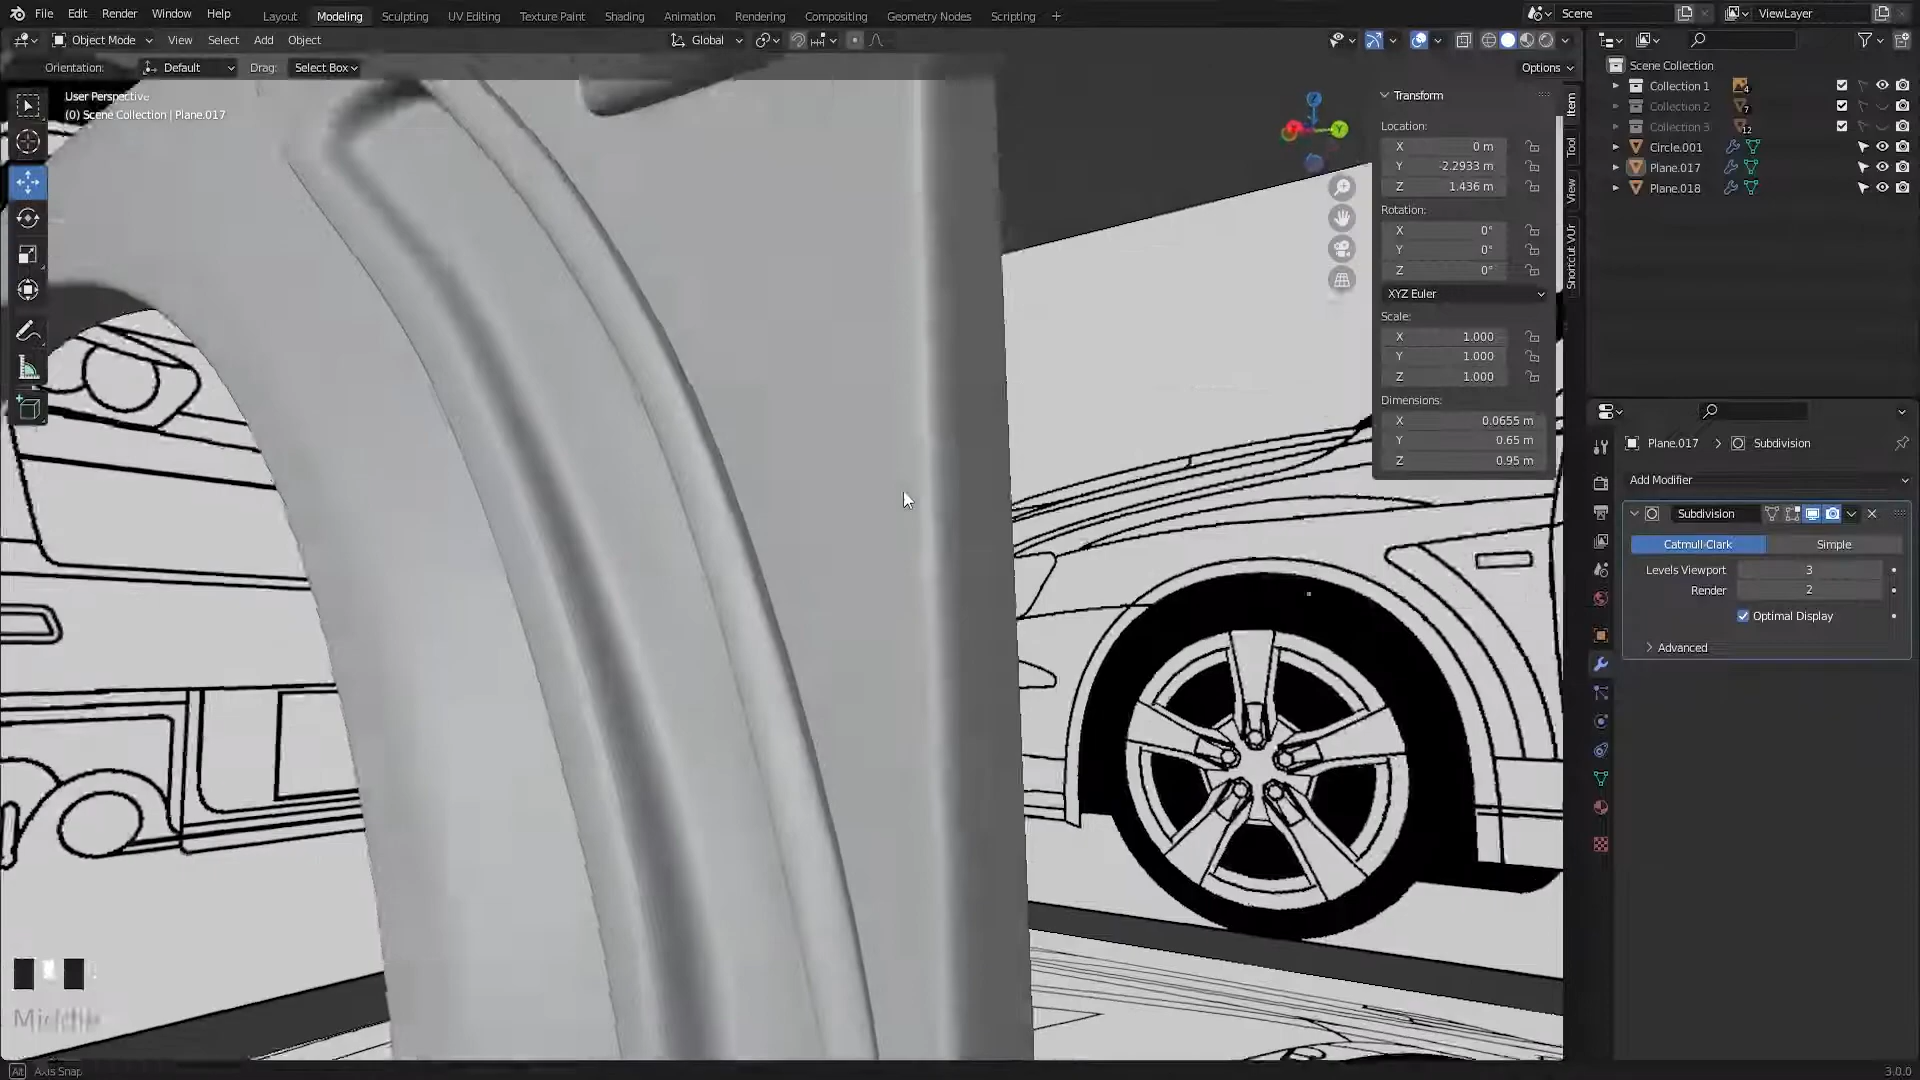 File Edit Render Window Help
Layout Modeling Sculpting UV Editing Texture Paint Shading Animation Rendering Compositing Geometry Nodes Scripting +
Scene
ViewLayer
Object Mode View Select Add Object
Global
Orientation: Default Drag: Select Box
Options
User Perspective
(0) Scene Collection | Plane.017
Transform
Location:
X 0 m
Y -2.2933 m
Z 1.436 m
Rotation:
X 0°
Y 0°
Z 0°
XYZ Euler
Scale:
X 1.000
Y 1.000
Z 1.000
Dimensions:
X 0.0655 m
Y 0.65 m
Z 0.95 m
Item
Tool
View
Shortcut VUr
Scene Collection
Collection 1 4
Collection 2 7
Collection 3 12
Circle.001
Plane.017
Plane.018
Plane.017 > Subdivision
Add Modifier
Subdivision
Catmull-Clark Simple
Levels Viewport 3
Render 2
Optimal Display
Advanced
Alt Axis Snap
3.0.0